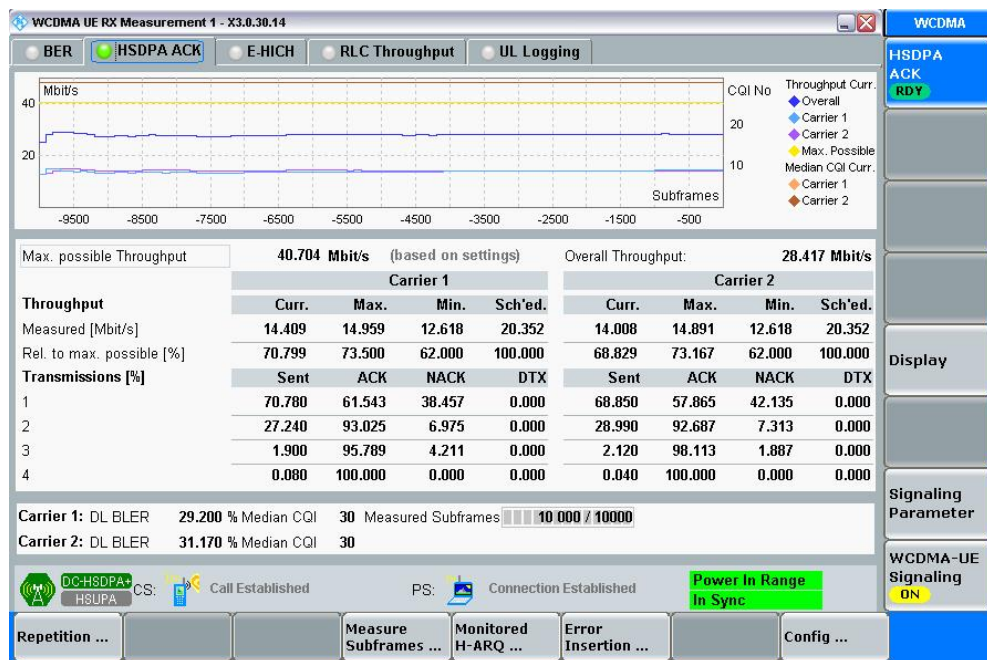 WCDMA UE RX Measurement 1 - X3.0.30.14
WCDMA
BER HSDPA ACK E-HICH RLC Throughput UL Logging
HSDPA
ACK
RDY
Mbit/s
40
20
CQI No
20
10
Subframes
-9500 -8500 -7500 -6500 -5500 -4500 -3500 -2500 -1500 -500
Throughput Curr.
Overall
Carrier 1
Carrier 2
Max. Possible
Median CQI Curr.
Carrier 1
Carrier 2
Max. possible Throughput 40.704 Mbit/s (based on settings) Overall Throughput: 28.417 Mbit/s
Carrier 1 Carrier 2
Throughput Curr. Max. Min. Sch'ed. Curr. Max. Min. Sch'ed.
Measured [Mbit/s] 14.409 14.959 12.618 20.352 14.008 14.891 12.618 20.352
Rel. to max. possible [%] 70.799 73.500 62.000 100.000 68.829 73.167 62.000 100.000
Transmissions [%] Sent ACK NACK DTX Sent ACK NACK DTX
1 70.780 61.543 38.457 0.000 68.850 57.865 42.135 0.000
2 27.240 93.025 6.975 0.000 28.990 92.687 7.313 0.000
3 1.900 95.789 4.211 0.000 2.120 98.113 1.887 0.000
4 0.080 100.000 0.000 0.000 0.040 100.000 0.000 0.000
Carrier 1: DL BLER 29.200 % Median CQI 30 Measured Subframes 10 000 / 10000
Carrier 2: DL BLER 31.170 % Median CQI 30
DC-HSDPA+
HSUPA
CS: Call Established PS: Connection Established
Power In Range
In Sync
Display
Signaling
Parameter
WCDMA-UE
Signaling
ON
Repetition ...
Measure
Subframes ...
Monitored
H-ARQ ...
Error
Insertion ...
Config ...